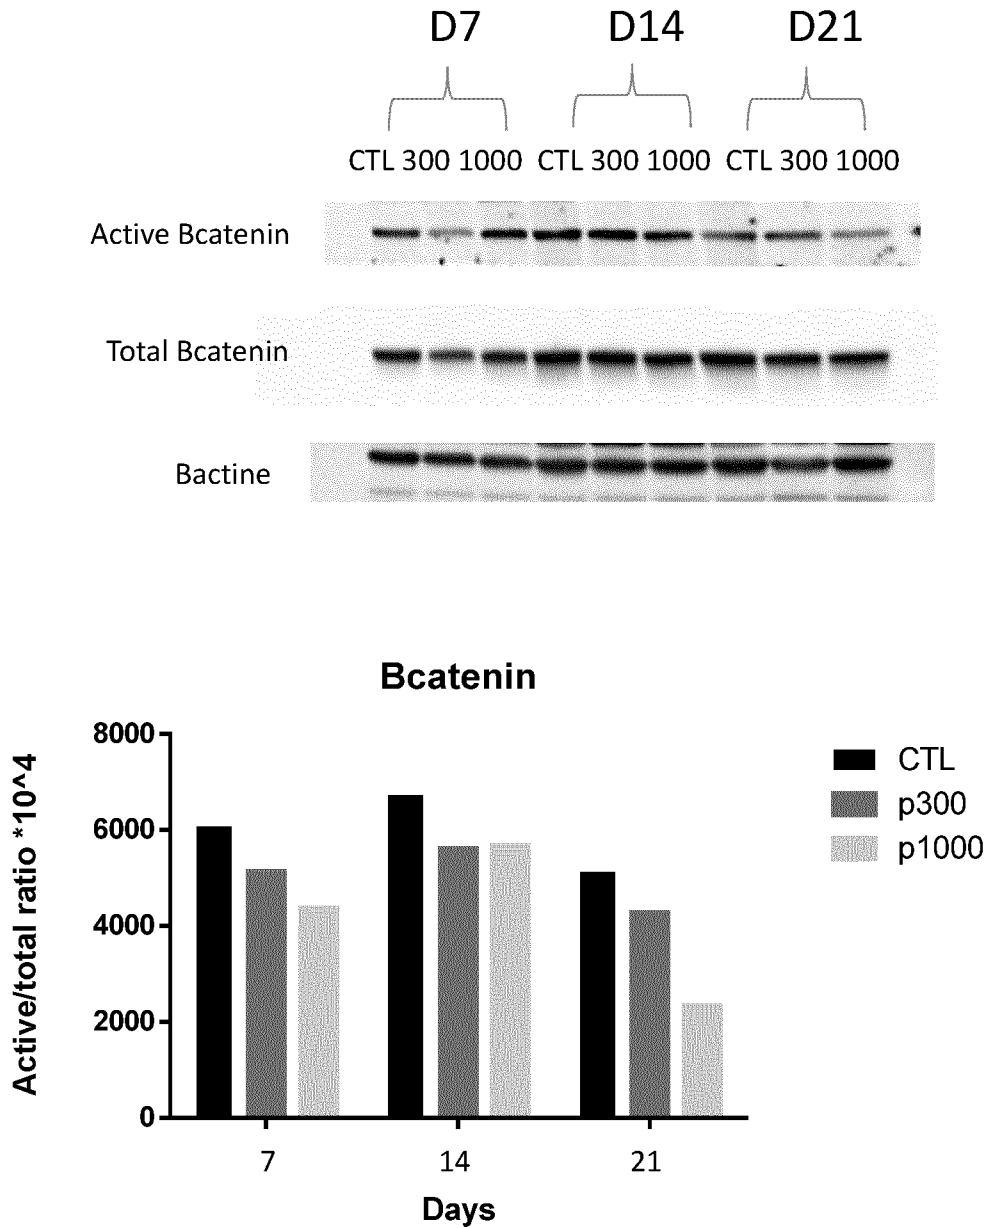 D7 D14 D21
CTL 300 1000 CTL 300 1000 CTL 300 1000
Active Bcatenin
Total Bcatenin
Bactine
Bcatenin
Active/total ratio *10^4
8000
6000
4000
2000
0
7 14 21
Days
CTL
p300
p1000